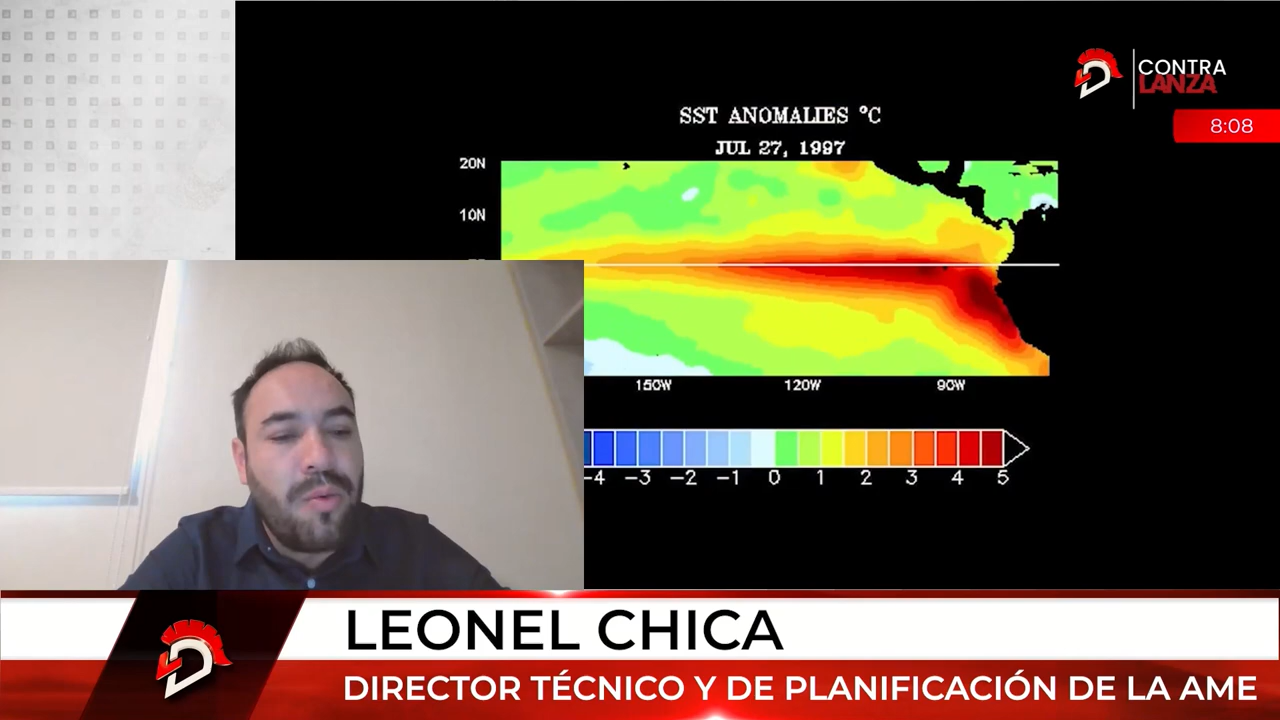 CONTRA
LANZA
8:08
SST ANOMALIES °C
JUL 27, 1997
20N
10N
150W
120W
90W
-4 -3 -2 -1 0 1 2 3 4 5
LEONEL CHICA
DIRECTOR TÉCNICO Y DE PLANIFICACIÓN DE LA AME